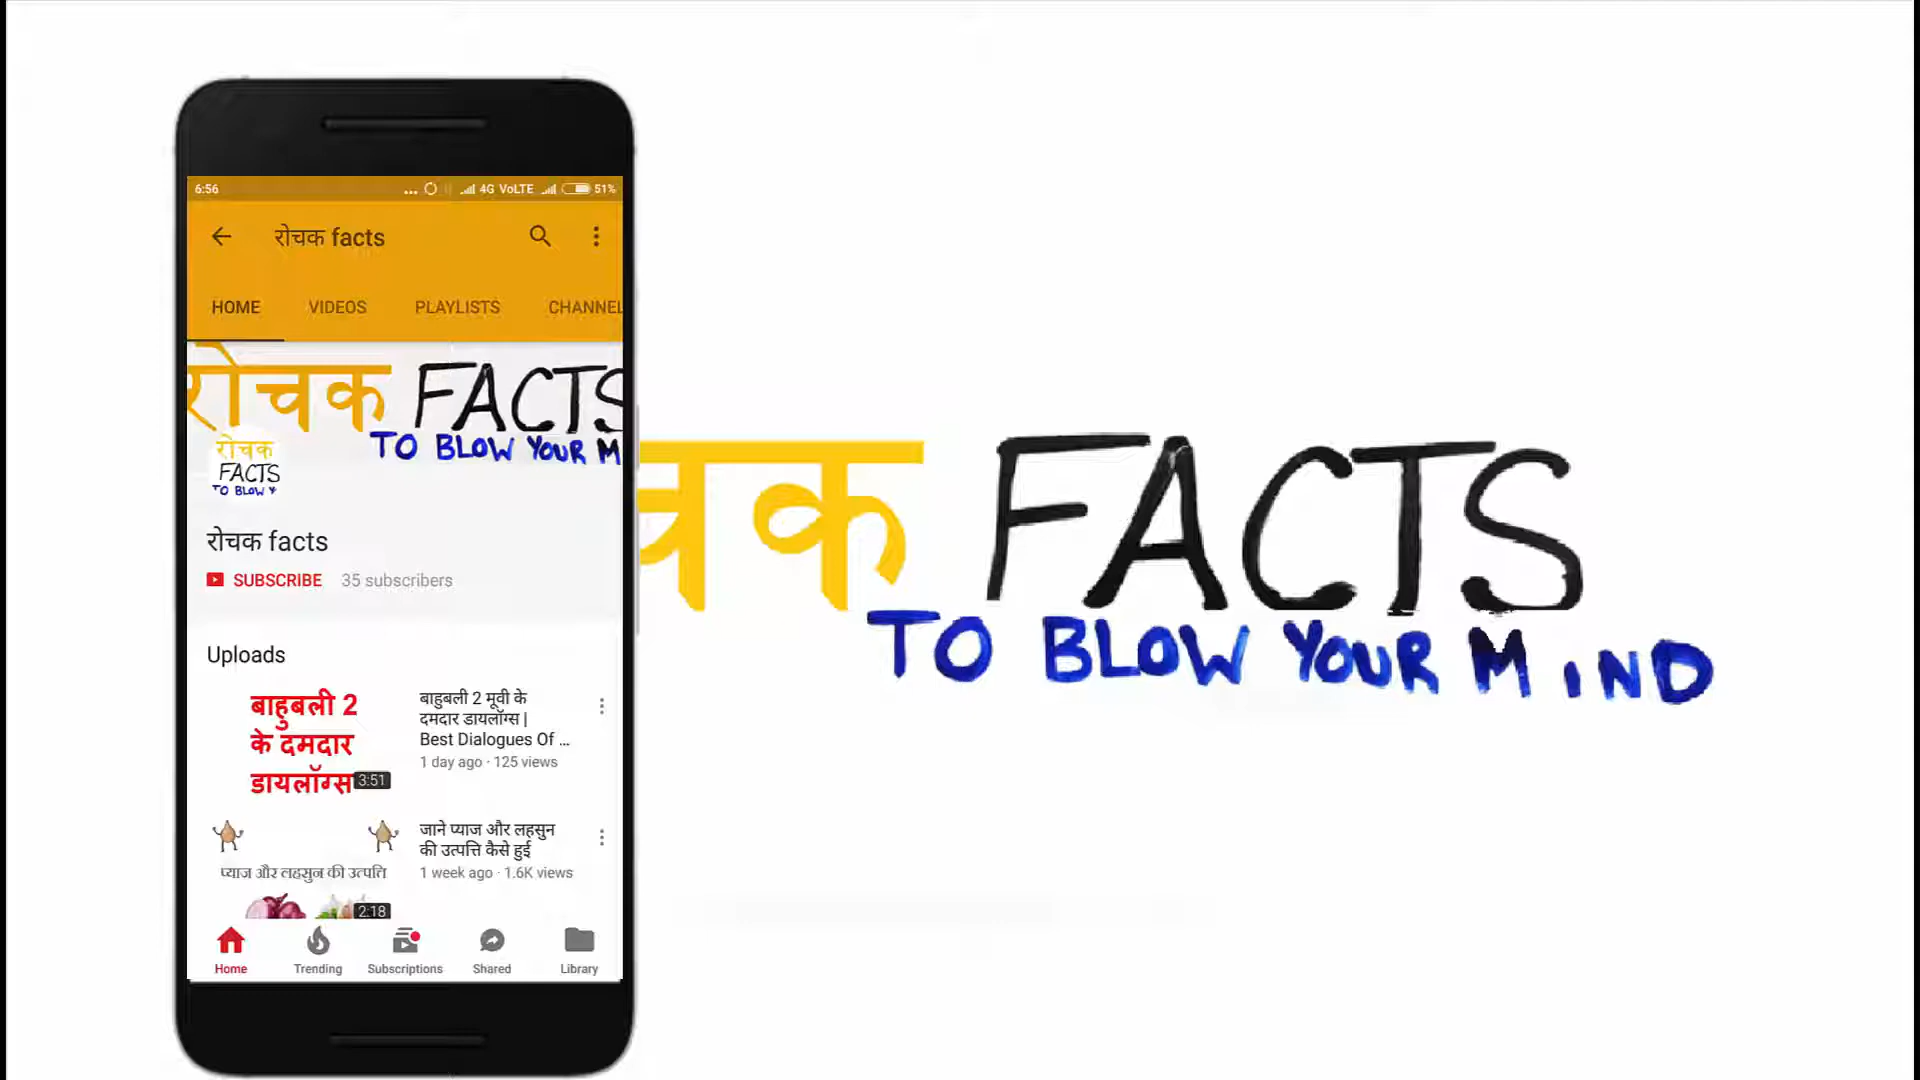 6:56 ... 4G VoLTE 51%
रोचक facts
HOME VIDEOS PLAYLISTS CHANNEL
रोचक FACTS
TO BLOW YOUR M
रोचक
FACTS
TO BLOW Y
रोचक facts
SUBSCRIBE 35 subscribers
Uploads
बाहुबली 2
के दमदार
डायलॉग्स
3:51
बाहुबली 2 मूवी के
दमदार डायलॉग्स |
Best Dialogues Of ...
1 day ago · 125 views
प्याज और लहसुन की उत्पत्ति
2:18
जाने प्याज और लहसुन
की उत्पत्ति कैसे हुई
1 week ago · 1.6K views
Home Trending Subscriptions Shared Library
चक FACTS
TO BLOW YOUR MIND